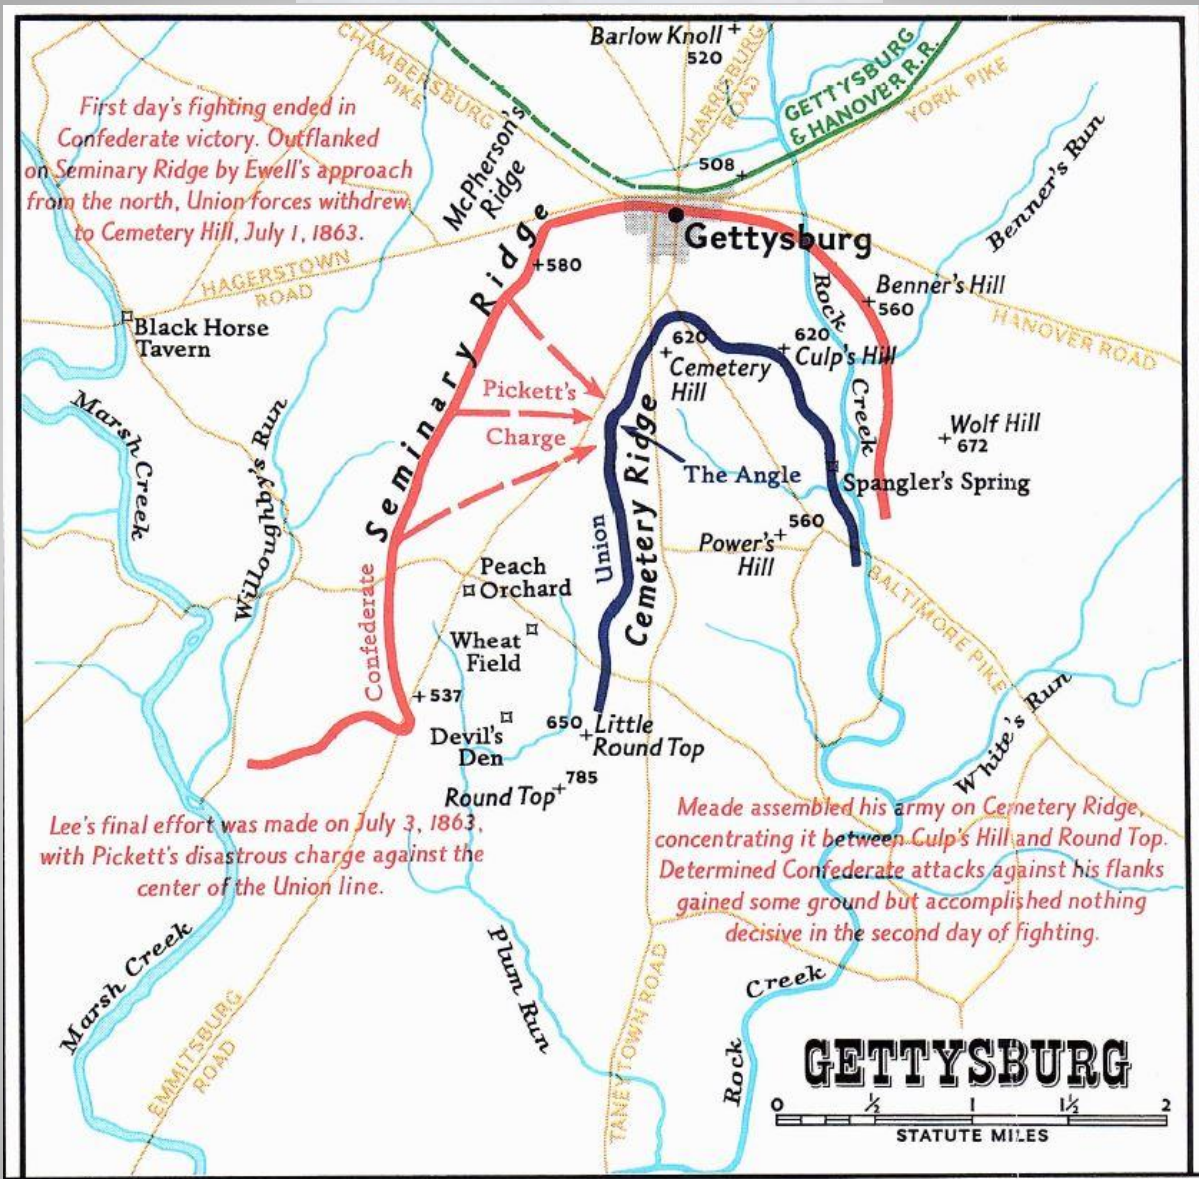 Barlow Knoll
520
CHAMBERSBURG
PIKE
HARRISBURG
ROAD
GETTYSBURG
& HANOVER R. R.
YORK PIKE
First day's fighting ended in
Confederate victory. Outflanked
on Seminary Ridge by Ewell's approach
from the north, Union forces withdrew
to Cemetery Hill, July 1, 1863.
McPherson's
Ridge
508
Benner's Run
Gettysburg
HAGERSTOWN
ROAD
580
Seminary Ridge
Rock
Creek
Benner's Hill
560
HANOVER ROAD
Black Horse
Tavern
620
Cemetery
Hill
620
Culp's Hill
Pickett's
Charge
Marsh Creek
Willoughby's Run
Wolf Hill
672
The Angle
Spangler's Spring
Cemetery Ridge
Union
560
Power's
Hill
Peach
Orchard
Confederate
Wheat
Field
BALTIMORE PIKE
537
Devil's
Den
650
Little
Round Top
White's Run
Round Top
785
Lee's final effort was made on July 3, 1863,
with Pickett's disastrous charge against the
center of the Union line.
Meade assembled his army on Cemetery Ridge,
concentrating it between Culp's Hill and Round Top.
Determined Confederate attacks against his flanks
gained some ground but accomplished nothing
decisive in the second day of fighting.
Marsh Creek
Plum Run
EMMITSBURG
ROAD
TANEYTOWN ROAD
Rock
Creek
GETTYSBURG
0 ½ 1 1½ 2
STATUTE MILES